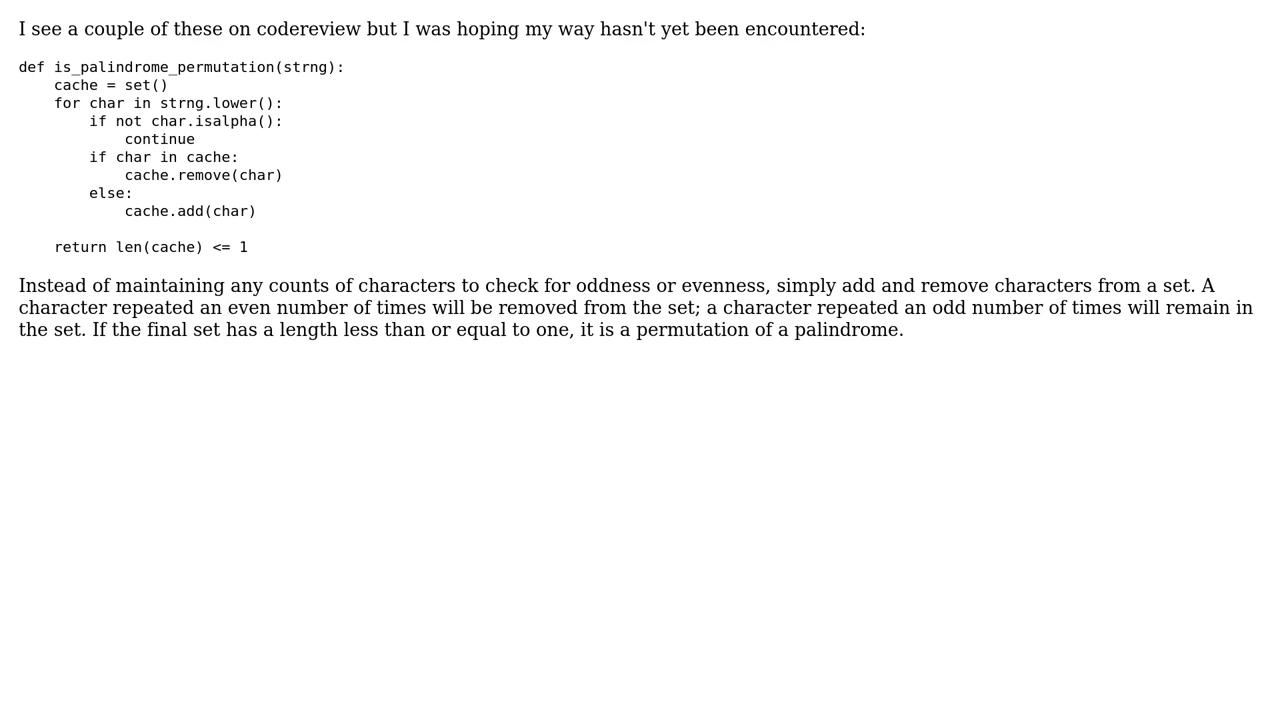 I see a couple of these on codereview but I was hoping my way hasn't yet been encountered:
def is_palindrome_permutation(strng):
    cache = set()
    for char in strng.lower():
        if not char.isalpha():
            continue
        if char in cache:
            cache.remove(char)
        else:
            cache.add(char)

    return len(cache) <= 1
Instead of maintaining any counts of characters to check for oddness or evenness, simply add and remove characters from a set. A
character repeated an even number of times will be removed from the set; a character repeated an odd number of times will remain in
the set. If the final set has a length less than or equal to one, it is a permutation of a palindrome.